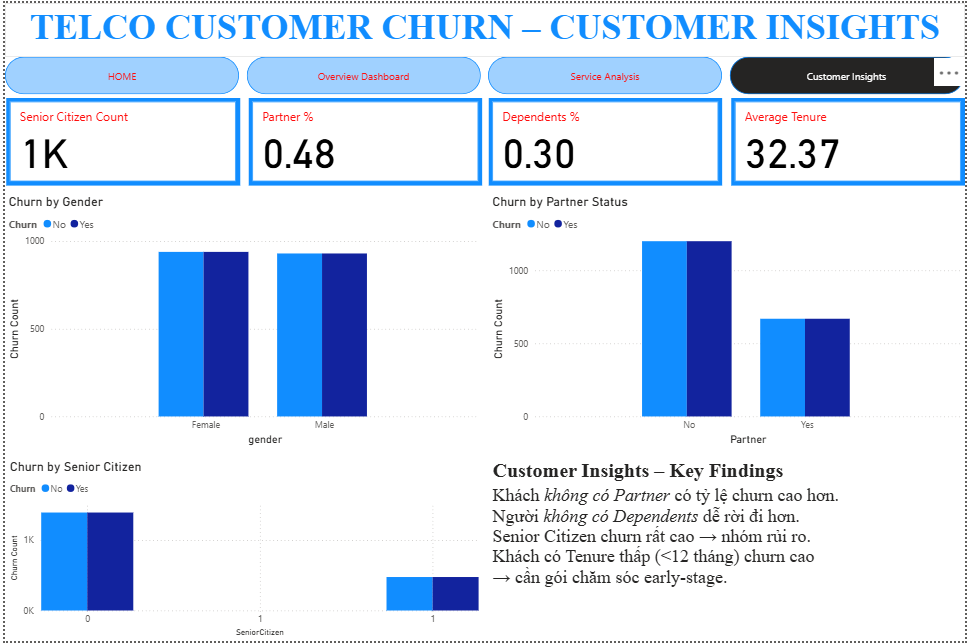 TELCO CUSTOMER CHURN – CUSTOMER INSIGHTS
HOME
Overview Dashboard
Service Analysis
Customer Insights
Senior Citizen Count
1K
Partner %
0.48
Dependents %
0.30
Average Tenure
32.37
Churn by Gender
Churn No Yes
1000
500
0
Churn Count
Female
Male
gender
Churn by Partner Status
Churn No Yes
1000
500
0
Churn Count
No
Yes
Partner
Churn by Senior Citizen
Churn No Yes
1K
0K
Churn Count
0
1
1
SeniorCitizen
Customer Insights – Key Findings
Khách không có Partner có tỷ lệ churn cao hơn.
Người không có Dependents dễ rời đi hơn.
Senior Citizen churn rất cao → nhóm rủi ro.
Khách có Tenure thấp (<12 tháng) churn cao
→ cần gói chăm sóc early-stage.